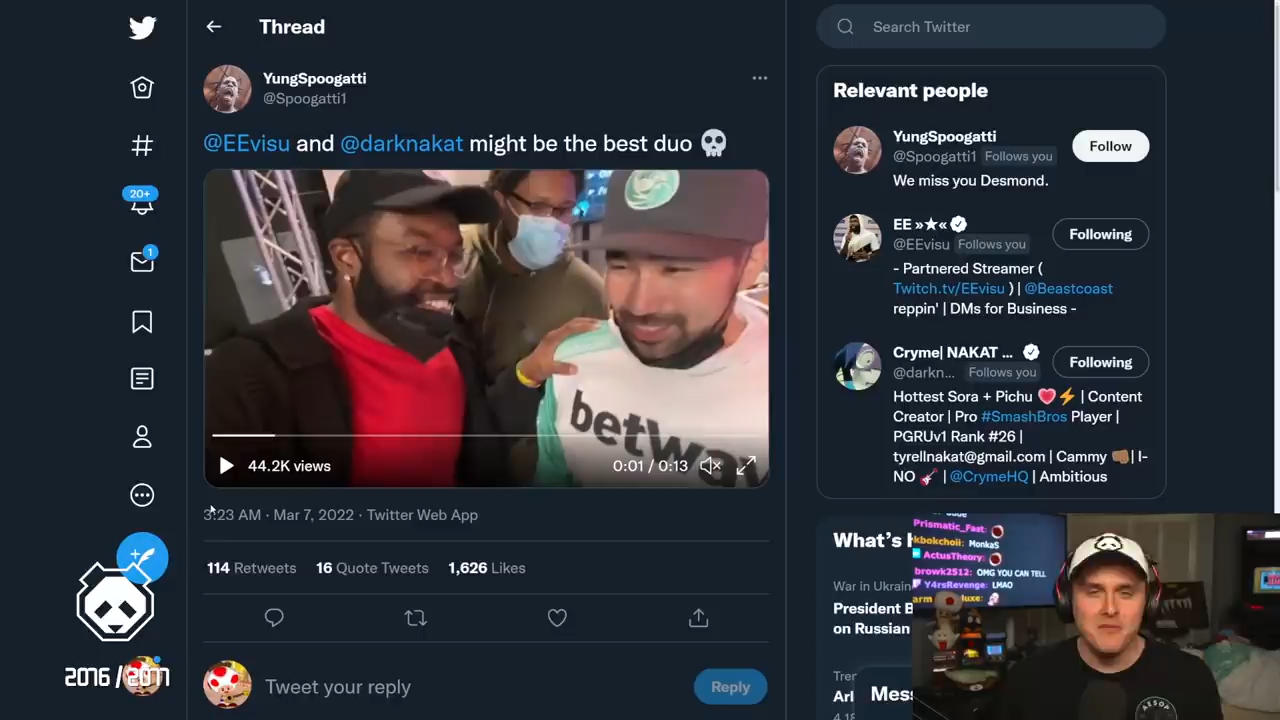 Thread
YungSpoogatti
@Spoogatti1
@EEvisu and @darknakat might be the best duo 💀
betway
44.2K views
0:01 / 0:13
3:23 AM · Mar 7, 2022 · Twitter Web App
114 Retweets 16 Quote Tweets 1,626 Likes
Tweet your reply
Reply
20+
1
2016 / 2017
Search Twitter
Relevant people
YungSpoogatti
@Spoogatti1 Follows you
Follow
We miss you Desmond.
EE »★«
@EEvisu Follows you
Following
- Partnered Streamer (
Twitch.tv/EEvisu ) | @Beastcoast
reppin' | DMs for Business -
Cryme| NAKAT ...
@darkn... Follows you
Following
Hottest Sora + Pichu ❤️⚡ | Content
Creator | Pro #SmashBros Player |
PGRUv1 Rank #26 |
tyrellnakat@gmail.com | Cammy 👊🏾| I-
NO 🎸 | @CrymeHQ | Ambitious
What's
War in Ukrain
President B
on Russian
Mess
Prismatic_Fast:
kbokchoii: MonkaS
ActusTheory:
browk2512: OMG YOU CAN TELL
Y4rsRevenge: LMAO
AESOP